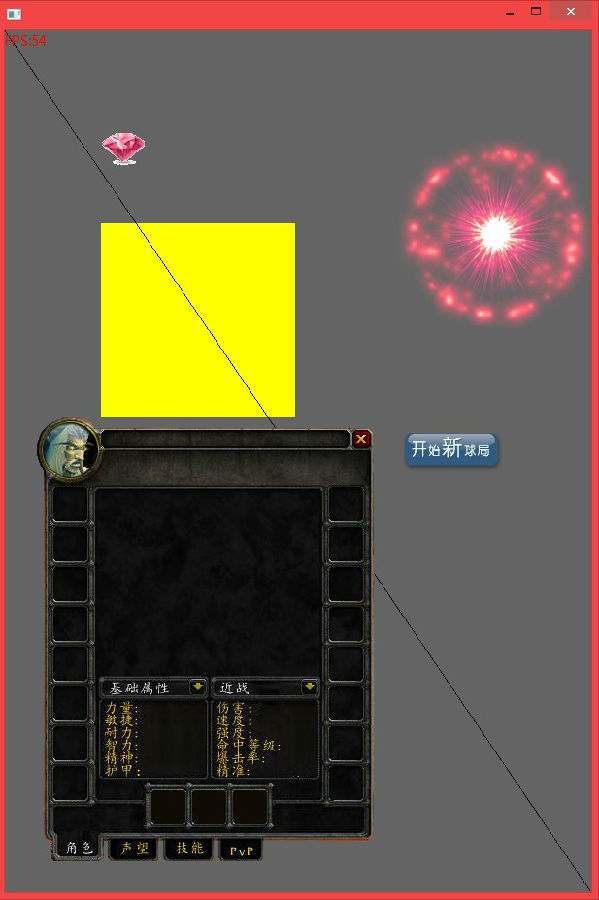 FPS:54
开始新球局
基础属性
近战
力量:
敏捷:
耐力:
智力:
精神:
护甲:
伤害:
速度:
强度:
命中等级:
爆击率:
精准:
角色
声望
技能
PvP